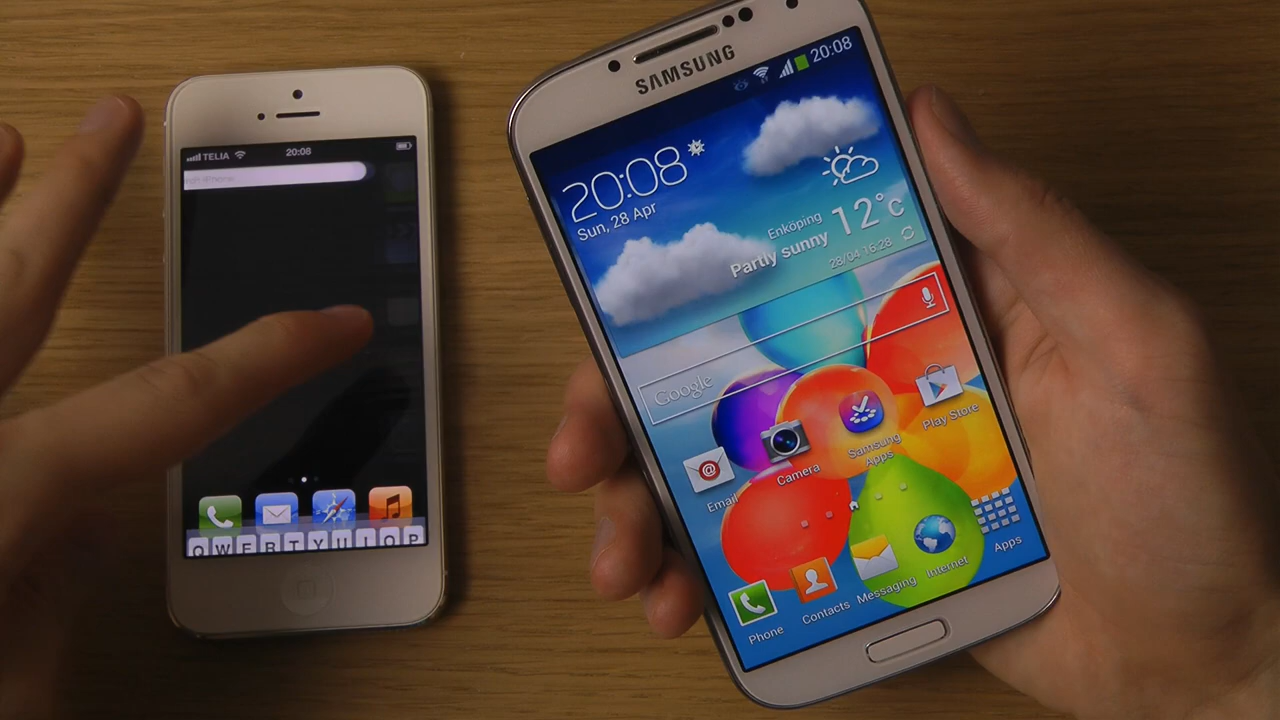 TELIA 20:08
Q W E R T Y U I O P
SAMSUNG
20:08
20:08
Sun, 28 Apr
Enköping
Partly sunny
12°C
28/04 16:28
Google
Email
Camera
Samsung
Apps
Play Store
Phone
Contacts
Messaging
Internet
Apps